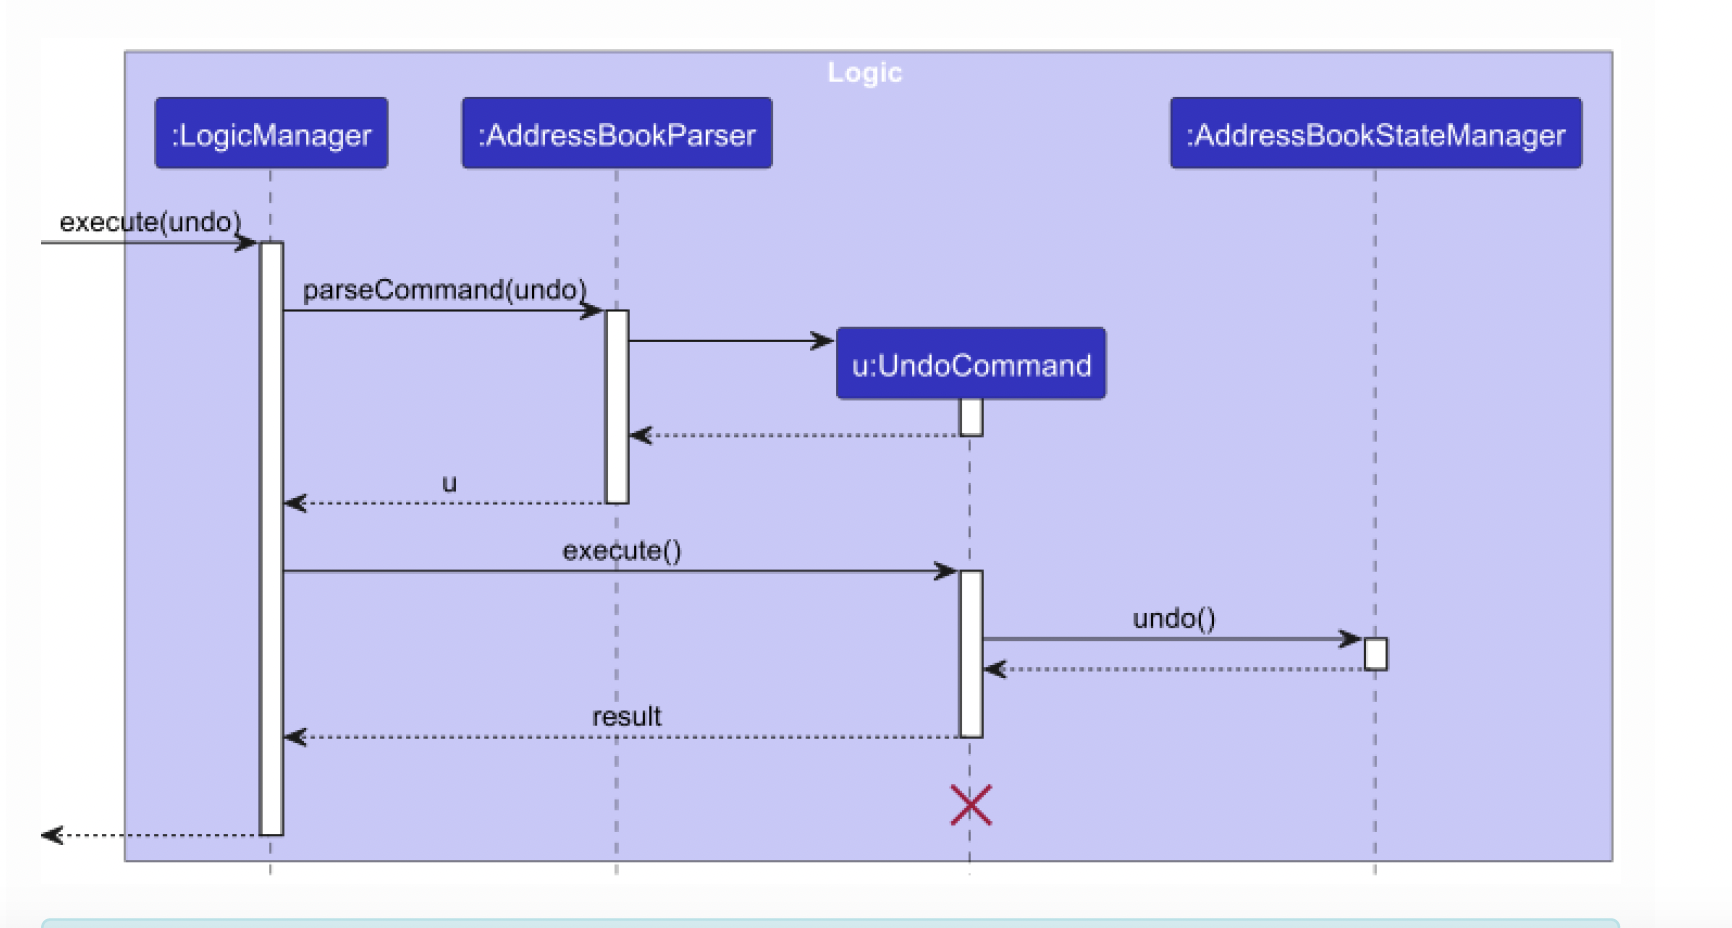 Logic
:LogicManager
:AddressBookParser
:AddressBookStateManager
execute(undo)
parseCommand(undo)
u:UndoCommand
u
execute()
undo()
result